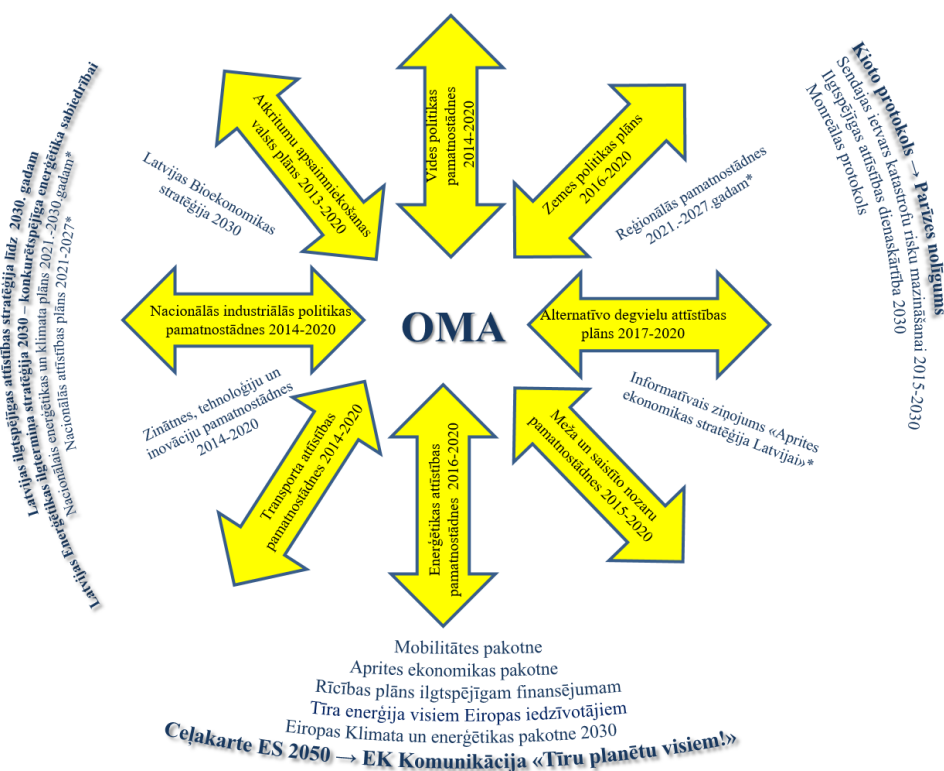 Vides politikas
pamatnostādnes
2014-2020
Zemes politikas plāns
2016-2020
Reģionālās pamatnostādnes
2021.-2027.gadam*
Alternatīvo degvielu attīstības
plāns 2017-2020
Informatīvais ziņojums «Aprites
ekonomikas stratēģija Latvijai»*
Meža un saistīto nozaru
pamatnostādnes 2015-2020
Enerģētikas attīstības
pamatnostādnes 2016-2020
Transporta attīstības
pamatnostādnes 2014-2020
Zinātnes, tehnoloģiju un
inovāciju pamatnostādnes
2014-2020
Nacionālās industriālās politikas
pamatnostādnes 2014-2020
Latvijas Bioekonomikas
stratēģija 2030
Atkritumu apsaimniekošanas
valsts plāns 2013-2020
OMA
Latvijas ilgtspējīgas attīstības stratēģija līdz 2030. gadam
Latvijas Enerģētikas ilgtermiņa stratēģija 2030 – konkurētspējīga enerģētika sabiedrībai
Nacionālais enerģētikas un klimata plāns 2021.-2030.gadam*
Nacionālās attīstības plāns 2021-2027*
Kioto protokols → Parīzes nolīgums
Sendajas ietvars katastrofu risku mazināšanai 2015-2030
Ilgtspējīgas attīstības dienaskārtība 2030
Monreālas protokols
Mobilitātes pakotne
Aprites ekonomikas pakotne
Rīcības plāns ilgtspējīgam finansējumam
Tīra enerģija visiem Eiropas iedzīvotājiem
Eiropas Klimata un enerģētikas pakotne 2030
Ceļakarte ES 2050 → EK Komunikācija «Tīru planētu visiem!»